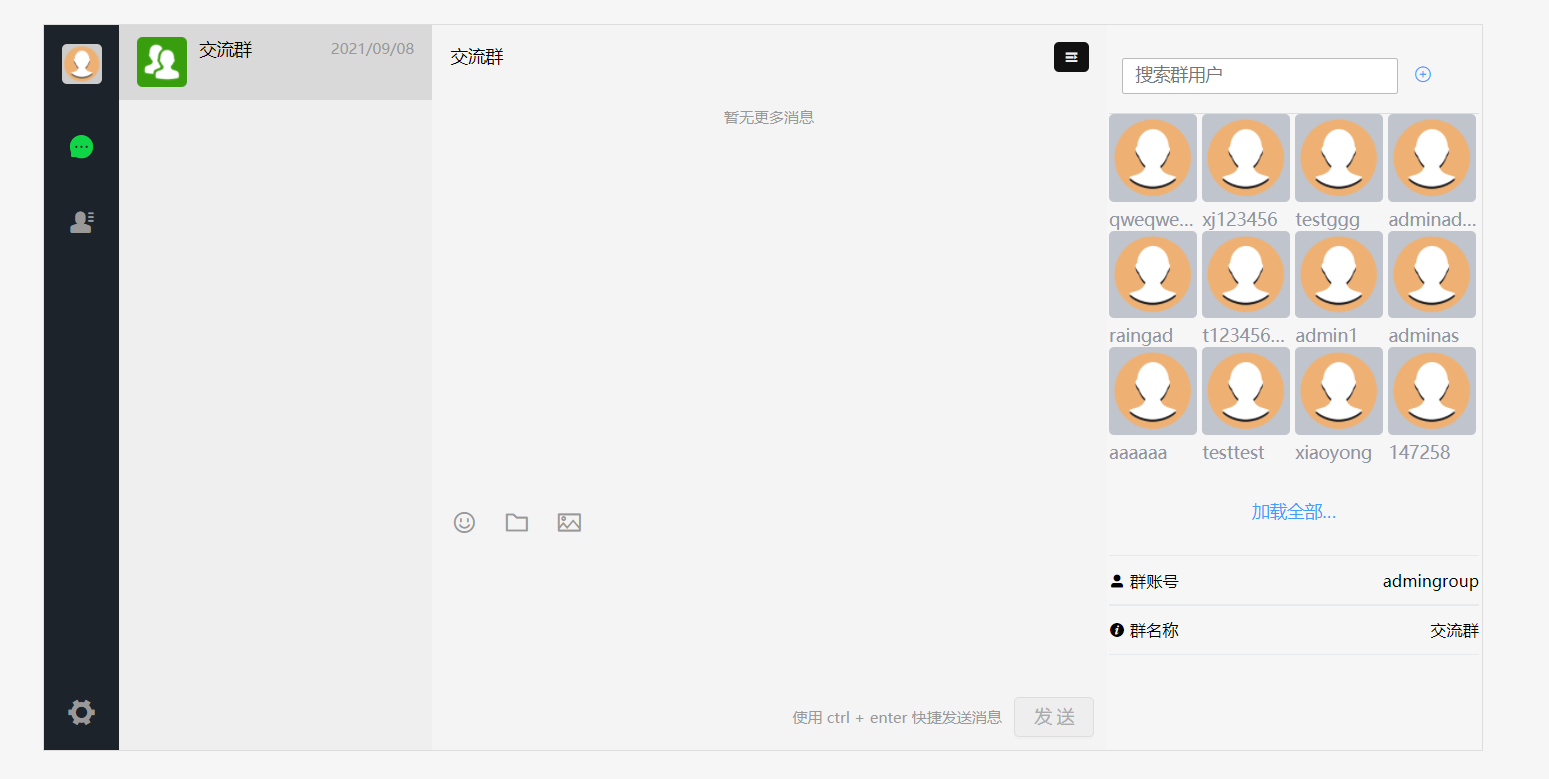 交流群 2021/09/08
交流群
暂无更多消息
使用 ctrl + enter 快捷发送消息 发送
搜索群用户
qweqwe... xj123456 testggg adminad...
raingad t123456... admin1 adminas
aaaaaa testtest xiaoyong 147258
加载全部...
群账号 admingroup
群名称 交流群